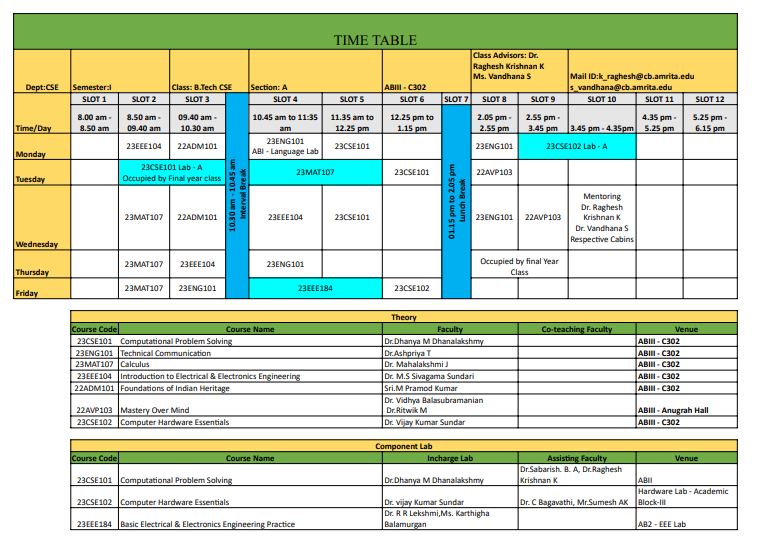 TIME TABLE
Dept:CSE Semester:I Class: B.Tech CSE Section: A ABIII - C302 Class Advisors: Dr. Raghesh Krishnan K Ms. Vandhana S Mail ID:k_raghesh@cb.amrita.edu s_vandhana@cb.amrita.edu
SLOT 1 SLOT 2 SLOT 3 SLOT 4 SLOT 5 SLOT 6 SLOT 7 SLOT 8 SLOT 9 SLOT 10 SLOT 11 SLOT 12
Time/Day 8.00 am - 8.50 am 8.50 am - 09.40 am 09.40 am - 10.30 am 10.45 am to 11:35 am 11.35 am to 12.25 pm 12.25 pm to 1.15 pm 2.05 pm - 2.55 pm 2.55 pm - 3.45 pm 3.45 pm - 4.35pm 4.35 pm - 5.25 pm 5.25 pm - 6.15 pm
10.30 am - 10.45 am Interval Break
01.15 pm to 2.05 pm Lunch Break
Monday 23EEE104 22ADM101 23ENG101 ABI - Language Lab 23CSE101 23ENG101 23CSE102 Lab - A
Tuesday 23CSE101 Lab - A Occupied by Final year class 23MAT107 23CSE101 22AVP103
Wednesday 23MAT107 22ADM101 23EEE104 23CSE101 23ENG101 22AVP103 Mentoring Dr. Raghesh Krishnan K Dr. Vandhana S Respective Cabins
Thursday 23MAT107 23EEE104 23ENG101 Occupied by final Year Class
Friday 23MAT107 23ENG101 23EEE184 23CSE102
Theory
Course Code Course Name Faculty Co-teaching Faculty Venue
23CSE101 Computational Problem Solving Dr.Dhanya M Dhanalakshmy ABIII - C302
23ENG101 Technical Communication Dr.Ashpriya T ABIII - C302
23MAT107 Calculus Dr. Mahalakshmi J ABIII - C302
23EEE104 Introduction to Electrical & Electronics Engineering Dr. M.S Sivagama Sundari ABIII - C302
22ADM101 Foundations of Indian Heritage Sri.M Pramod Kumar ABIII - C302
22AVP103 Mastery Over Mind Dr. Vidhya Balasubramanian Dr.Ritwik M ABIII - Anugrah Hall
23CSE102 Computer Hardware Essentials Dr. Vijay Kumar Sundar ABIII - C302
Component Lab
Course Code Course Name Incharge Lab Assisting Faculty Venue
23CSE101 Computational Problem Solving Dr.Dhanya M Dhanalakshmy Dr.Sabarish. B. A, Dr.Raghesh Krishnan K ABII
23CSE102 Computer Hardware Essentials Dr. vijay Kumar Sundar Dr. C Bagavathi, Mr.Sumesh AK Hardware Lab - Academic Block-III
23EEE184 Basic Electrical & Electronics Engineering Practice Dr. R R Lekshmi,Ms. Karthigha Balamurgan AB2 - EEE Lab